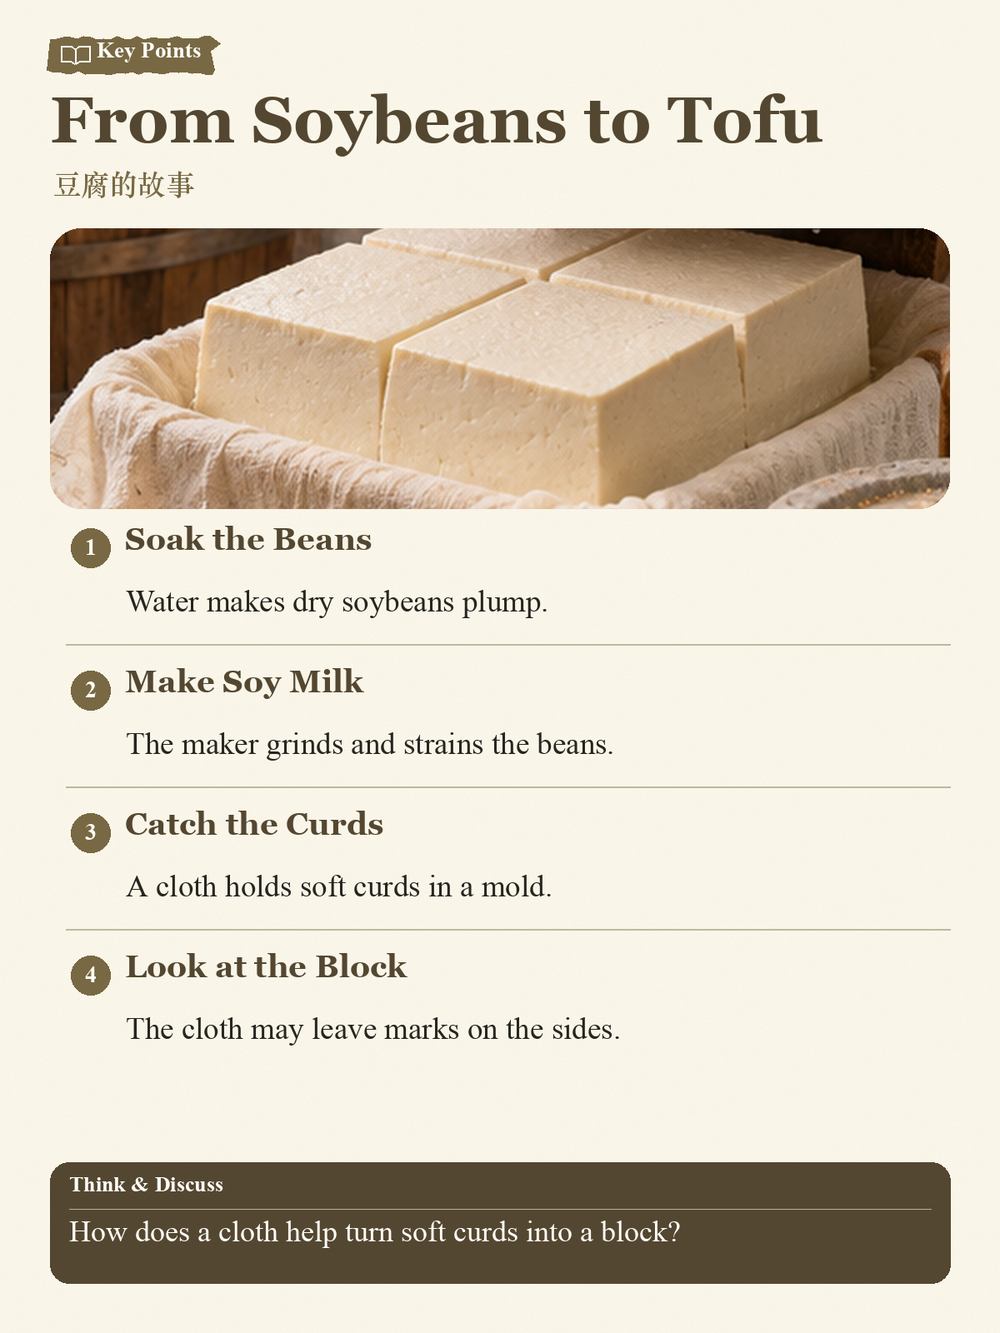 Key Points
From Soybeans to Tofu
豆腐的故事
1 Soak the Beans
Water makes dry soybeans plump.
2 Make Soy Milk
The maker grinds and strains the beans.
3 Catch the Curds
A cloth holds soft curds in a mold.
4 Look at the Block
The cloth may leave marks on the sides.
Think & Discuss
How does a cloth help turn soft curds into a block?